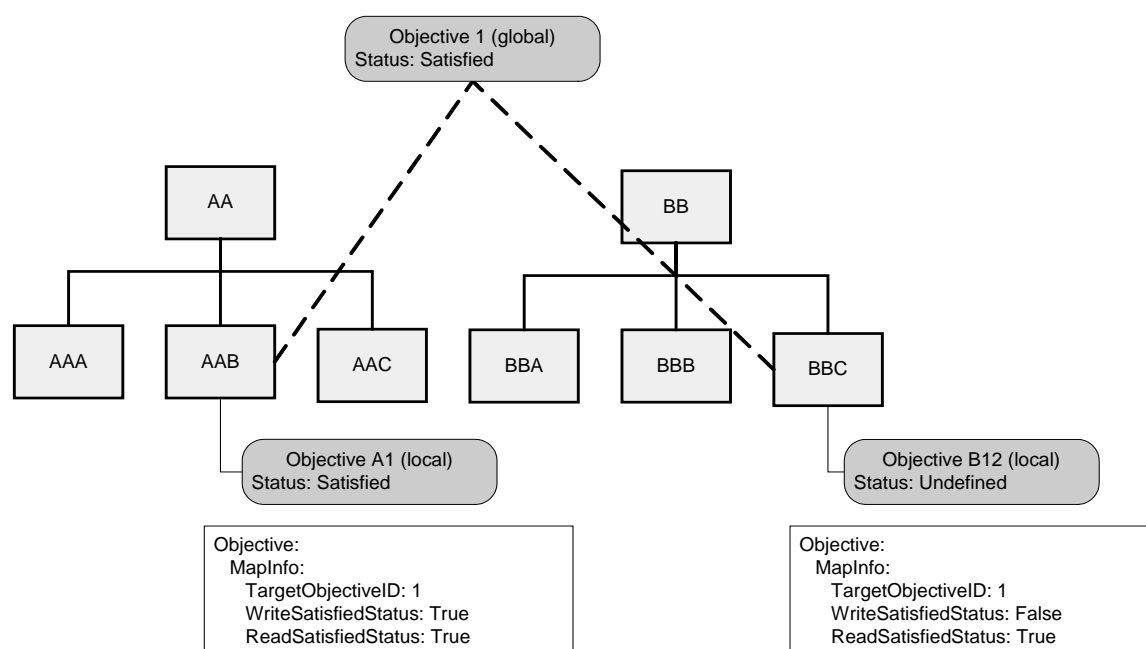 Objective 1 (global)
Status: Satisfied
AA
BB
AAA
AAB
AAC
BBA
BBB
BBC
Objective A1 (local)
Status: Satisfied
Objective B12 (local)
Status: Undefined
Objective:
MapInfo:
TargetObjectiveID: 1
WriteSatisfiedStatus: True
ReadSatisfiedStatus: True
Objective:
MapInfo:
TargetObjectiveID: 1
WriteSatisfiedStatus: False
ReadSatisfiedStatus: True